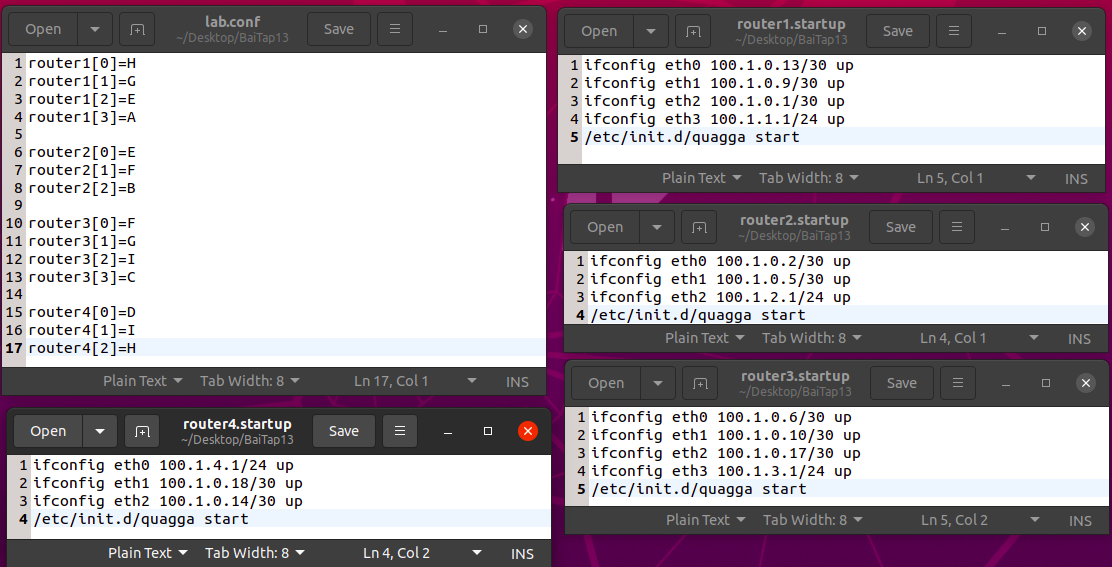 Open
lab.conf
~/Desktop/BaiTap13
Save
1 router1[0]=H
2 router1[1]=G
3 router1[2]=E
4 router1[3]=A
5
6 router2[0]=E
7 router2[1]=F
8 router2[2]=B
9
10 router3[0]=F
11 router3[1]=G
12 router3[2]=I
13 router3[3]=C
14
15 router4[0]=D
16 router4[1]=I
17 router4[2]=H
Plain Text Tab Width: 8 Ln 17, Col 1 INS
Open
router1.startup
~/Desktop/BaiTap13
Save
1 ifconfig eth0 100.1.0.13/30 up
2 ifconfig eth1 100.1.0.9/30 up
3 ifconfig eth2 100.1.0.1/30 up
4 ifconfig eth3 100.1.1.1/24 up
5 /etc/init.d/quagga start
Plain Text Tab Width: 8 Ln 5, Col 1 INS
Open
router2.startup
~/Desktop/BaiTap13
Save
1 ifconfig eth0 100.1.0.2/30 up
2 ifconfig eth1 100.1.0.5/30 up
3 ifconfig eth2 100.1.2.1/24 up
4 /etc/init.d/quagga start
Plain Text Tab Width: 8 Ln 4, Col 1 INS
Open
router3.startup
~/Desktop/BaiTap13
Save
1 ifconfig eth0 100.1.0.6/30 up
2 ifconfig eth1 100.1.0.10/30 up
3 ifconfig eth2 100.1.0.17/30 up
4 ifconfig eth3 100.1.3.1/24 up
5 /etc/init.d/quagga start
Plain Text Tab Width: 8 Ln 5, Col 2 INS
Open
router4.startup
~/Desktop/BaiTap13
Save
1 ifconfig eth0 100.1.4.1/24 up
2 ifconfig eth1 100.1.0.18/30 up
3 ifconfig eth2 100.1.0.14/30 up
4 /etc/init.d/quagga start
Plain Text Tab Width: 8 Ln 4, Col 2 INS